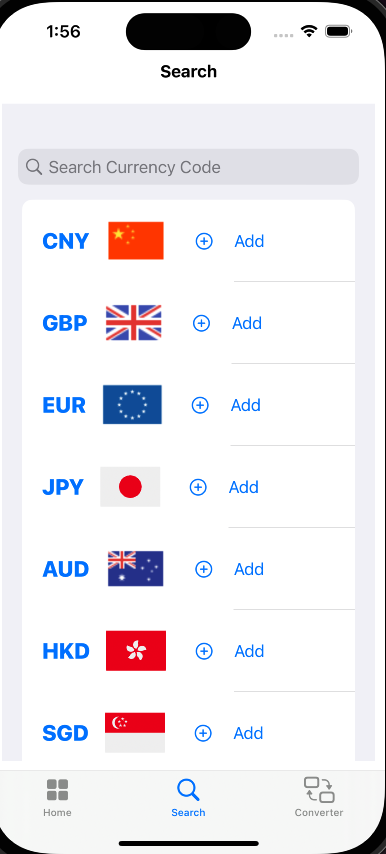 1:56
Search
Search Currency Code
CNY Add
GBP Add
EUR Add
JPY Add
AUD Add
HKD Add
SGD Add
Home Search Converter